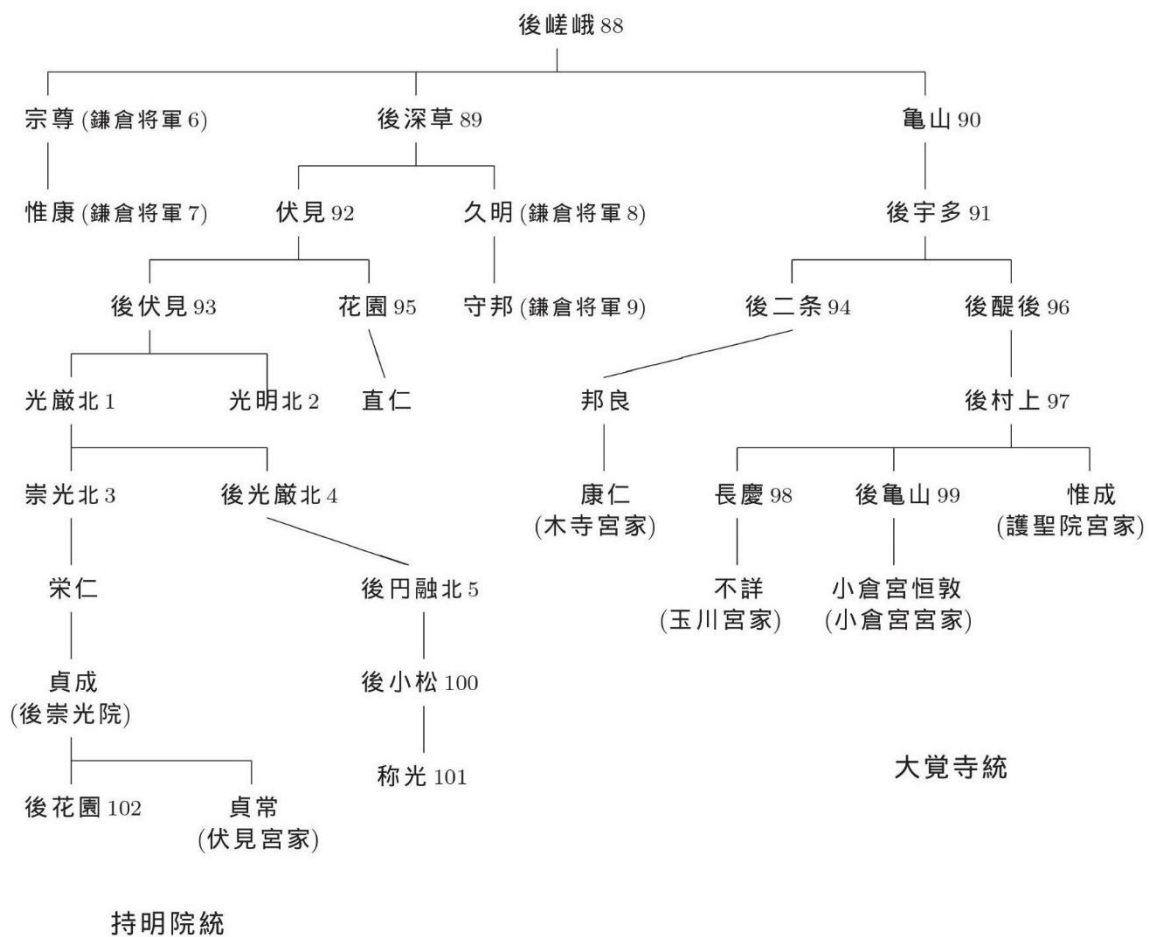 後嵯峨 88
宗尊 (鎌倉将軍 6)
後深草 89
亀山 90
惟康 (鎌倉将軍 7)
伏見 92
久明 (鎌倉将軍 8)
後宇多 91
後伏見 93
花園 95
守邦 (鎌倉将軍 9)
後二条 94
後醍後 96
光厳北 1
光明北 2
直仁
邦良
後村上 97
崇光北 3
後光厳北 4
康仁
(木寺宮家)
長慶 98
後亀山 99
惟成
(護聖院宮家)
栄仁
後円融北 5
不詳
(玉川宮家)
小倉宮恒敦
(小倉宮宮家)
貞成
(後崇光院)
後小松 100
称光 101
大覚寺統
後花園 102
貞常
(伏見宮家)
持明院統